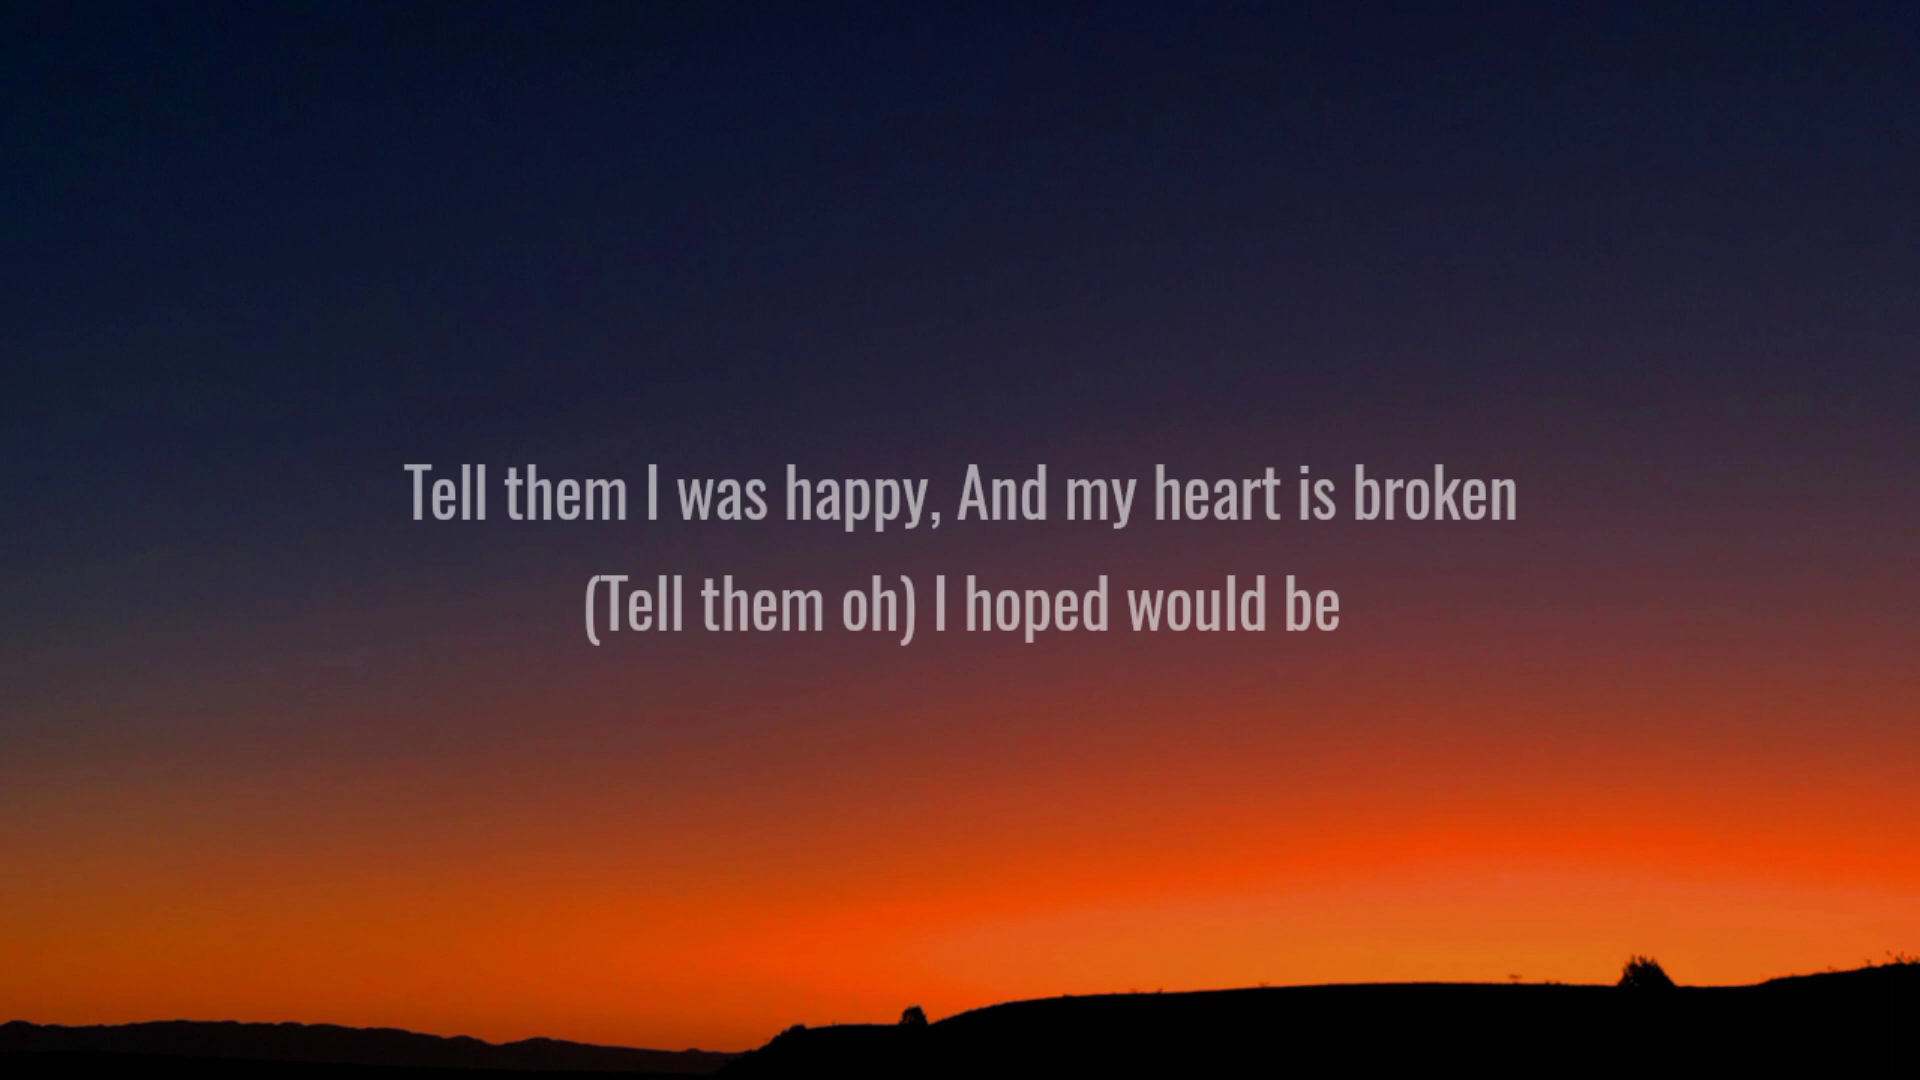 Tell them I was happy, And my heart is broken
(Tell them oh) I hoped would be